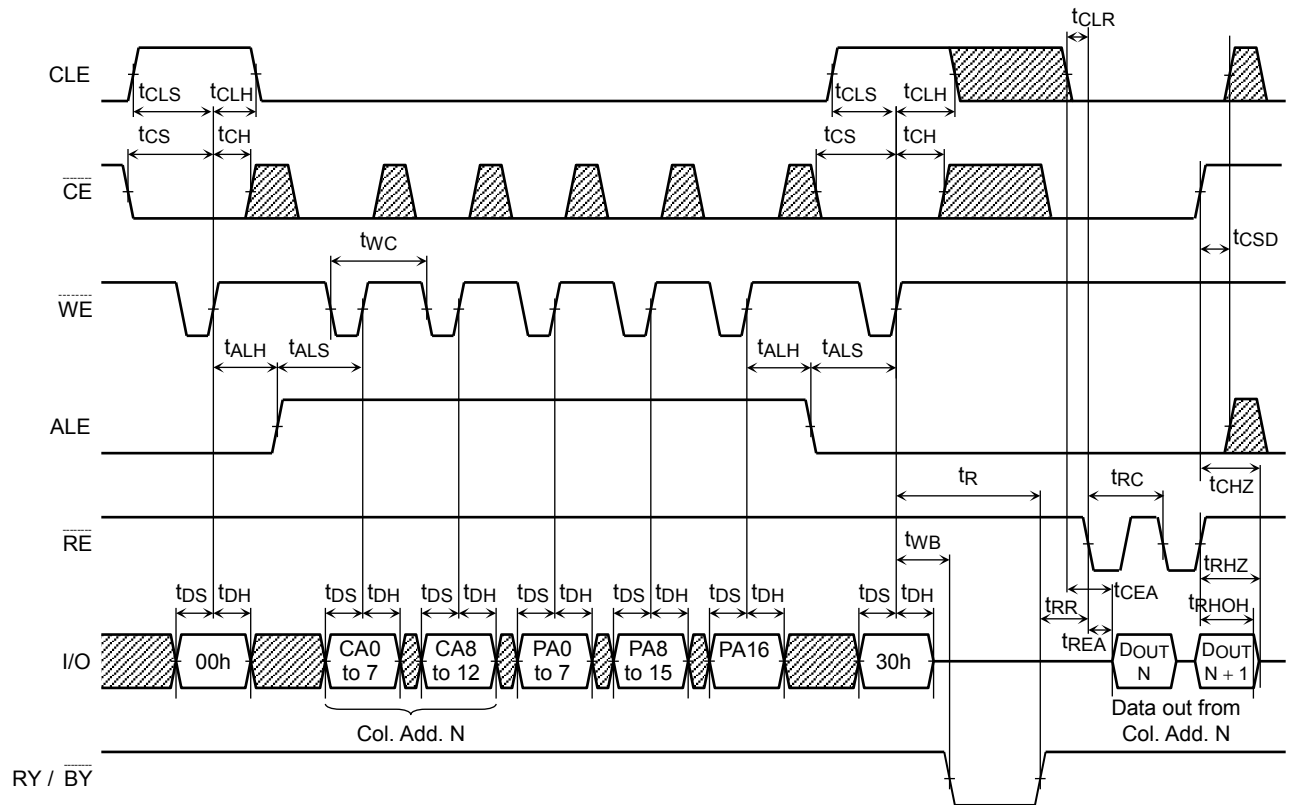 tCLR
CLE
tCLS tCLH tCLS tCLH
tCS tCH tCS tCH
CE
tWC tCSD
WE
tALH tALS tALH tALS
ALE
tR tRC tCHZ
RE
tWB
tDS tDH tDS tDH tDS tDH tDS tDH tDS tDH tDS tDH tDS tDH tCEA tRHZ
tRR tRHOH
tREA
I/O 00h CA0 to 7 CA8 to 12 PA0 to 7 PA8 to 15 PA16 30h DOUT N DOUT N + 1
Col. Add. N
Data out from
Col. Add. N
RY / BY